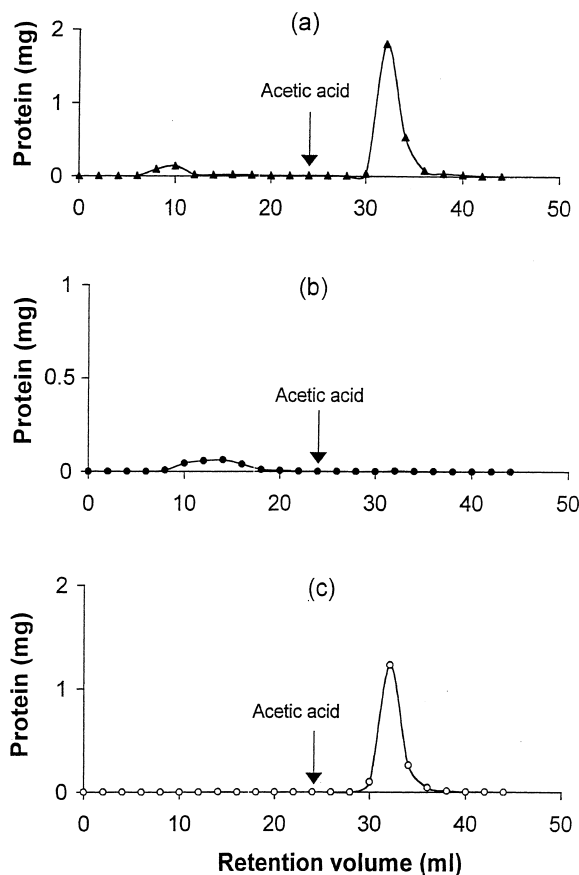 (a)
Protein (mg)
2
1
0
Acetic acid
0 10 20 30 40 50
(b)
Protein (mg)
1
0.5
0
Acetic acid
0 10 20 30 40 50
(c)
Protein (mg)
2
1
0
Acetic acid
0 10 20 30 40 50
Retention volume (ml)